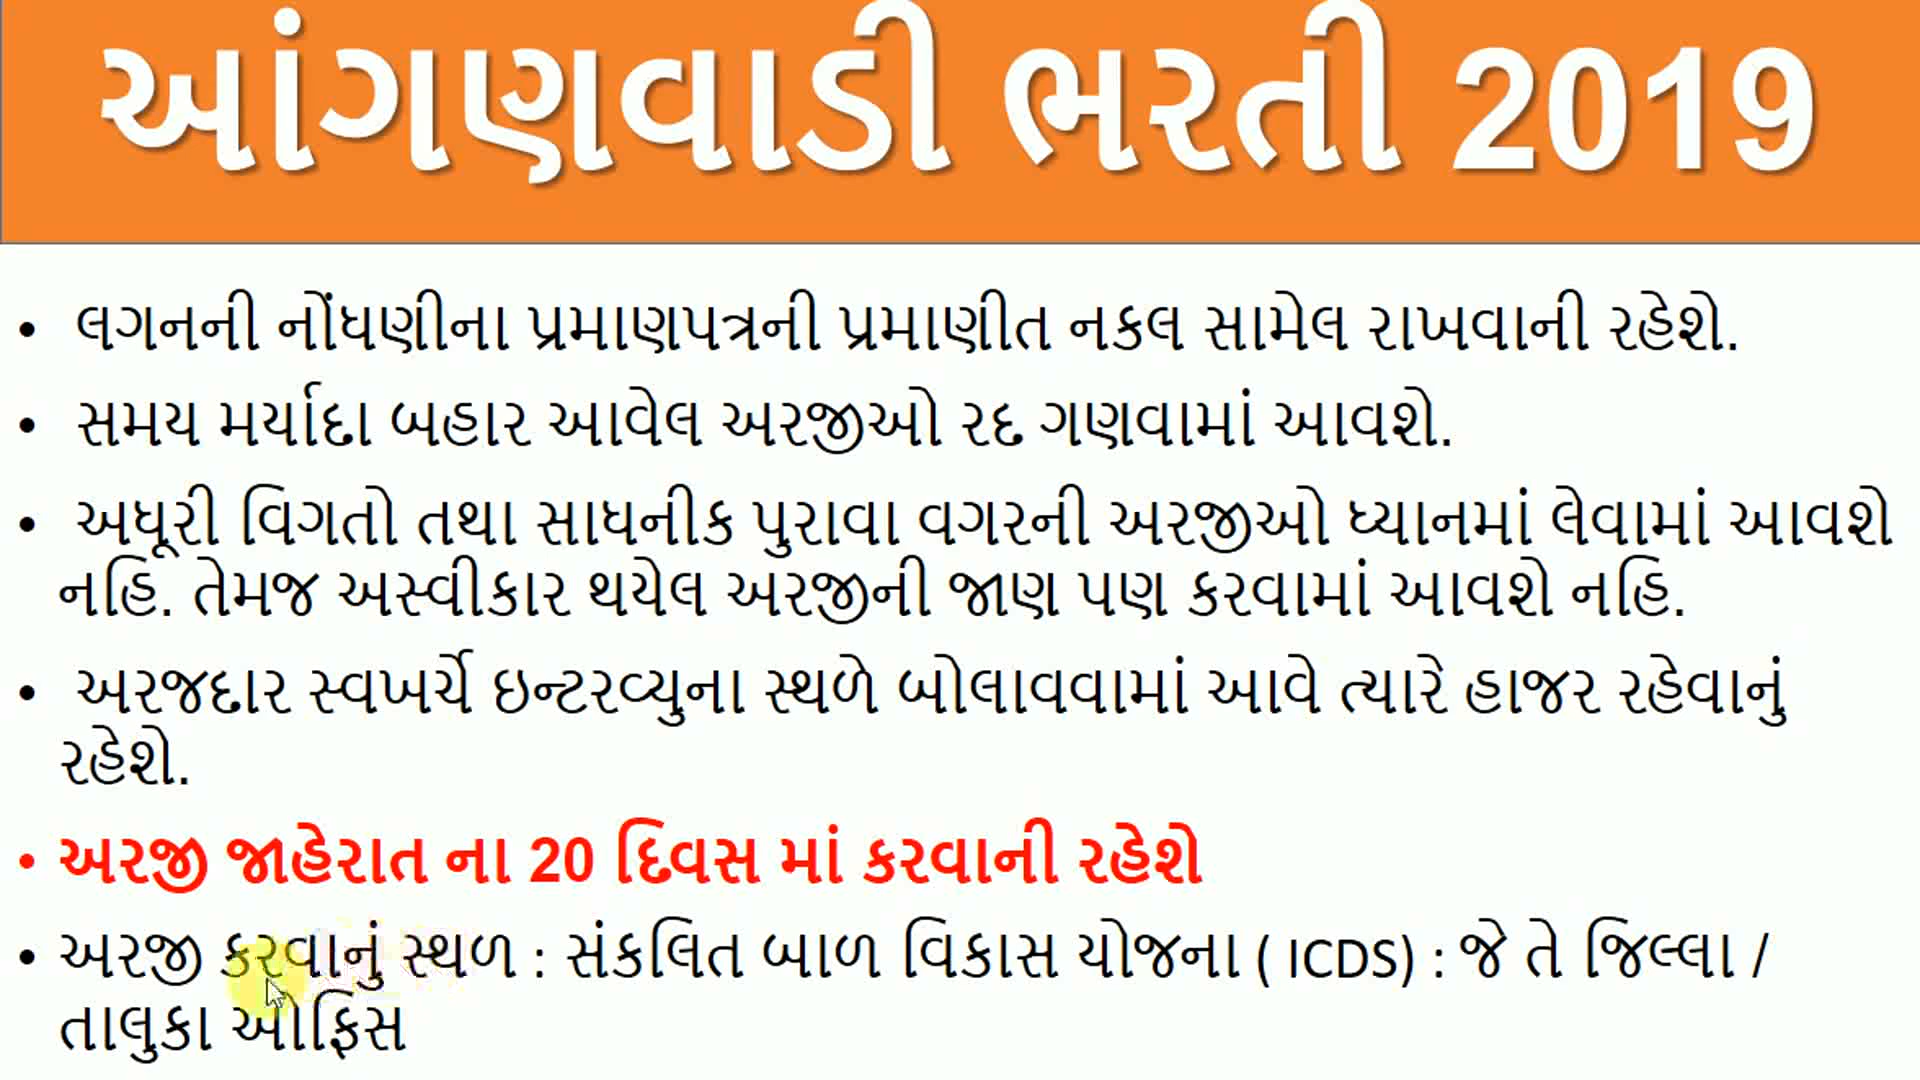 આંગણવાડી ભરતી 2019
• લગનની નોંધણીના પ્રમાણપત્રની પ્રમાણીત નકલ સામેલ રાખવાની રહેશે.
• સમય મર્યાદા બહાર આવેલ અરજીઓ રદ ગણવામાં આવશે.
• અધૂરી વિગતો તથા સાધનીક પુરાવા વગરની અરજીઓ ધ્યાનમાં લેવામાં આવશે
નહિ. તેમજ અસ્વીકાર થયેલ અરજીની જાણ પણ કરવામાં આવશે નહિ.
• અરજદાર સ્વખર્ચે ઇન્ટરવ્યુના સ્થળે બોલાવવામાં આવે ત્યારે હાજર રહેવાનું
રહેશે.
• અરજી જાહેરાત ના 20 દિવસ માં કરવાની રહેશે
• અરજી કરવાનું સ્થળ : સંકલિત બાળ વિકાસ યોજના ( ICDS) : જે તે જિલ્લા /
તાલુકા ઓફિસ